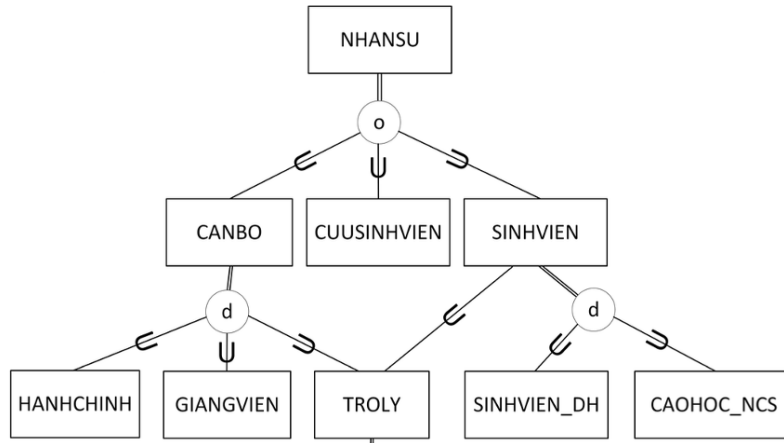 NHANSU
o
CANBO
CUUSINHVIEN
SINHVIEN
d
d
HANHCHINH
GIANGVIEN
TROLY
SINHVIEN_DH
CAOHOC_NCS